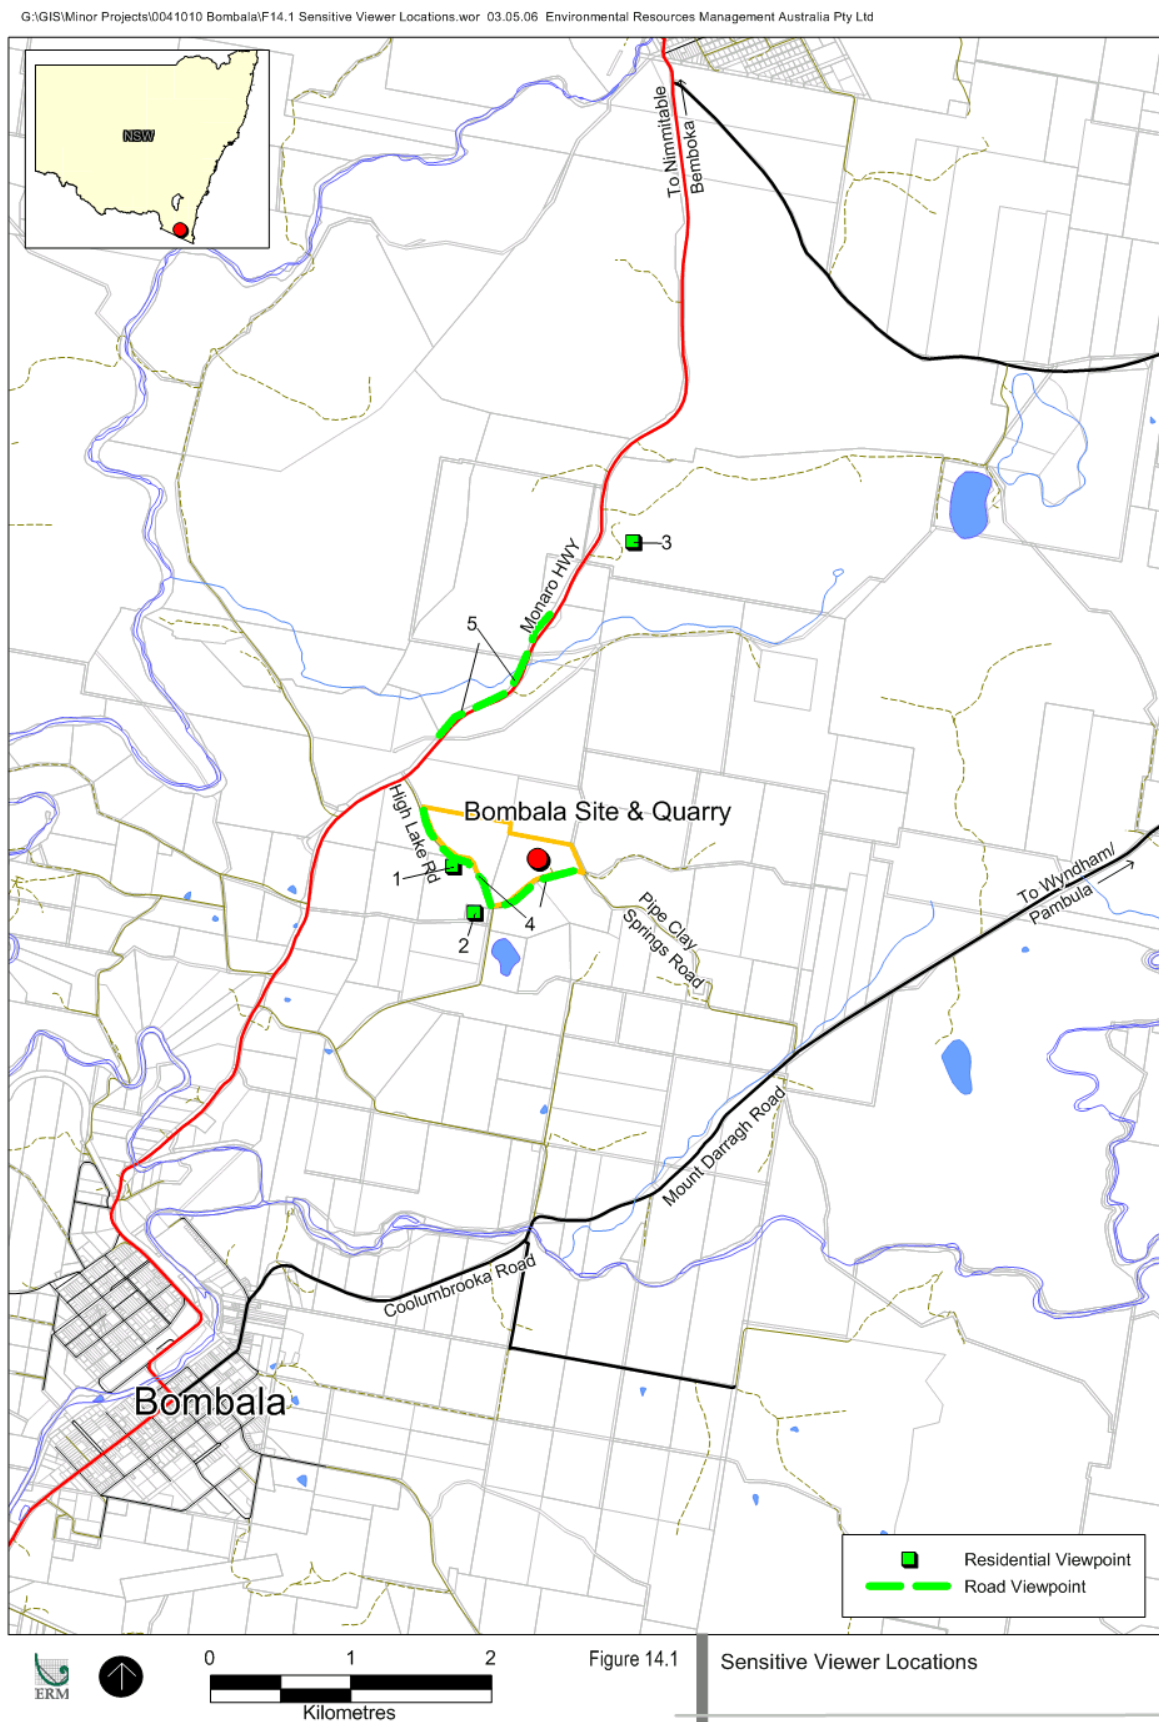 G:\GIS\Minor Projects\0041010 Bombala\F14.1 Sensitive Viewer Locations.wor 03.05.06 Environmental Resources Management Australia Pty Ltd
NSW
To Nimmitable
Bemboka
3
Monaro HWY
5
Bombala Site & Quarry
High Lake Rd
1
2
4
Pipe Clay
Springs Road
To Wyndham/
Pambula
Mount Darragh Road
Coolumbrooka Road
Bombala
Residential Viewpoint
Road Viewpoint
ERM
0 1 2
Kilometres
Figure 14.1
Sensitive Viewer Locations